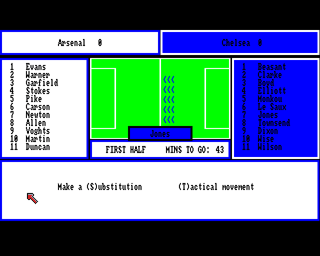 Arsenal 0
Chelsea 0
1 Evans
2 Warner
3 Garfield
4 Stokes
5 Pike
6 Carson
7 Newton
8 Allen
9 Voghts
10 Martin
11 Duncan
1 Beasant
2 Clarke
3 Boyd
4 Elliott
5
6 Le Saux
7 Jones
8 Townsend
9 Dixon
10 Wise
11 Wilson
Jones
FIRST HALF MINS TO GO: 43
Make a (S)ubstitution (T)actical movement